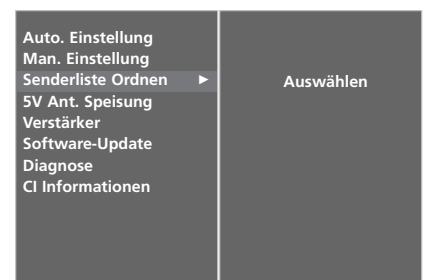 Auto. Einstellung
Man. Einstellung
Senderliste Ordnen ►
Auswählen
5V Ant. Speisung
Verstärker
Software-Update
Diagnose
CI Informationen